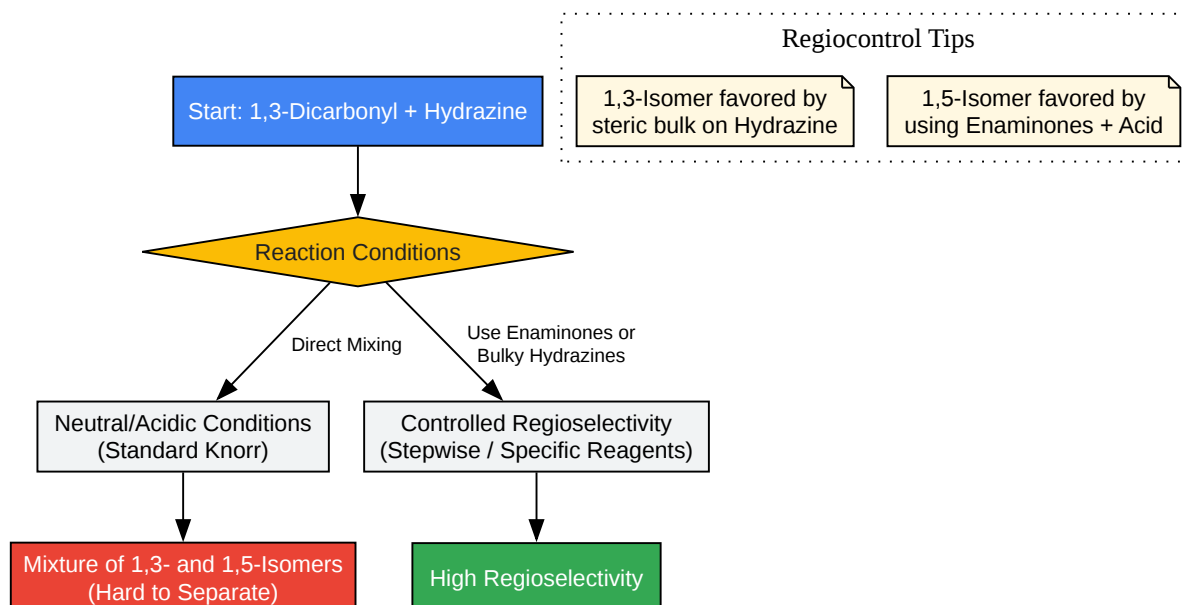 Regiocontrol Tips
Start: 1,3-Dicarbonyl + Hydrazine
1,3-Isomer favored by
steric bulk on Hydrazine
1,5-Isomer favored by
using Enaminones + Acid
Reaction Conditions
Direct Mixing
Use Enaminones or
Bulky Hydrazines
Neutral/Acidic Conditions
(Standard Knorr)
Controlled Regioselectivity
(Stepwise / Specific Reagents)
Mixture of 1,3- and 1,5-Isomers
(Hard to Separate)
High Regioselectivity